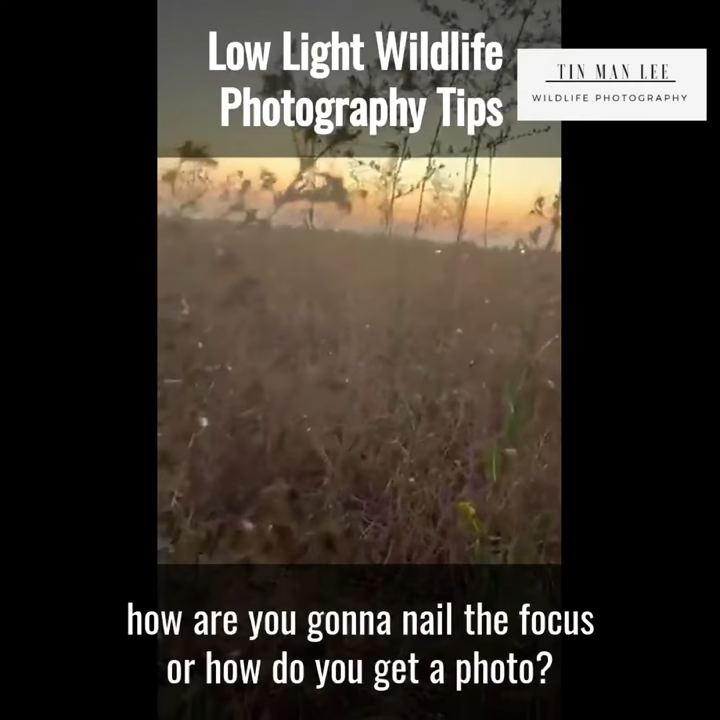 Low Light Wildlife
Photography Tips
TIN MAN LEE
WILDLIFE PHOTOGRAPHY
how are you gonna nail the focus
or how do you get a photo?